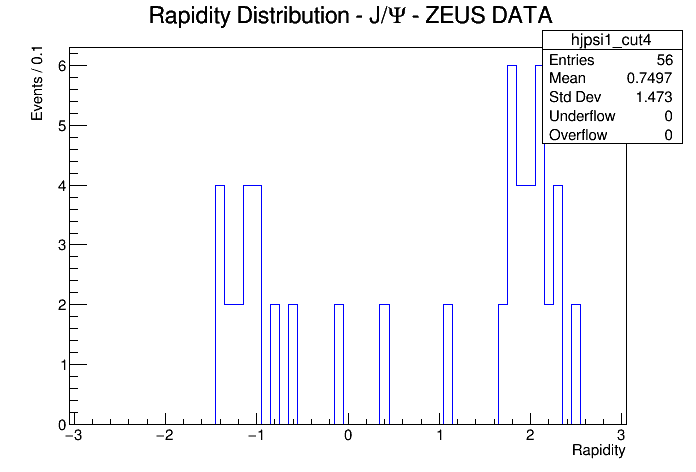 Rapidity Distribution - J/Ψ - ZEUS DATA
hjpsi1_cut4
Entries 56
Mean 0.7497
Std Dev 1.473
Underflow 0
Overflow 0
Events / 0.1
6
5
4
3
2
1
0
−3 −2 −1 0 1 2 3
Rapidity